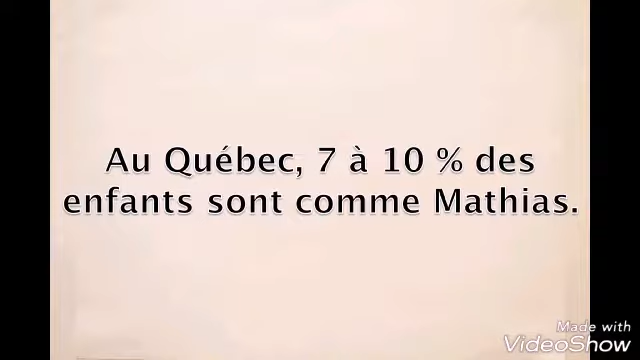 Au Québec, 7 à 10 % des
enfants sont comme Mathias.
Made with
VideoShow